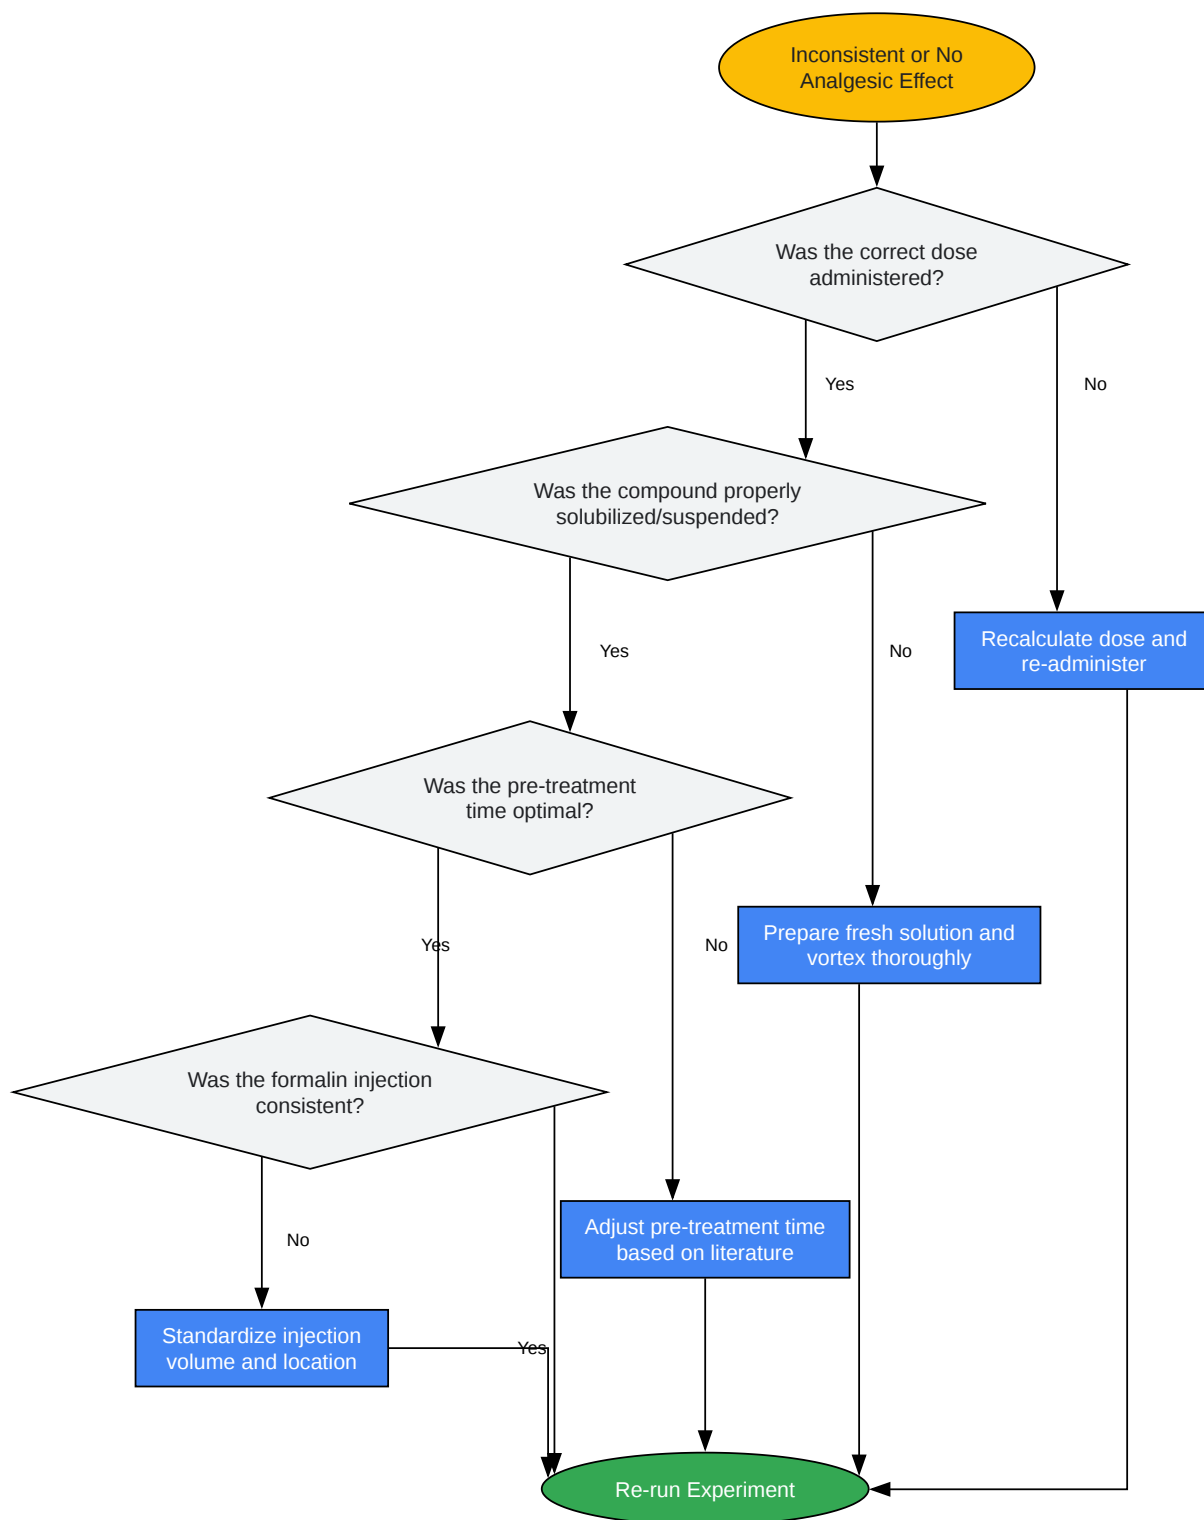 Inconsistent or No
Analgesic Effect
Was the correct dose
administered?
Yes
No
Was the compound properly
solubilized/suspended?
Yes
No
Recalculate dose and
re-administer
Was the pre-treatment
time optimal?
Yes
No
Prepare fresh solution and
vortex thoroughly
Was the formalin injection
consistent?
No
Adjust pre-treatment time
based on literature
Standardize injection
volume and location
Yes
Re-run Experiment